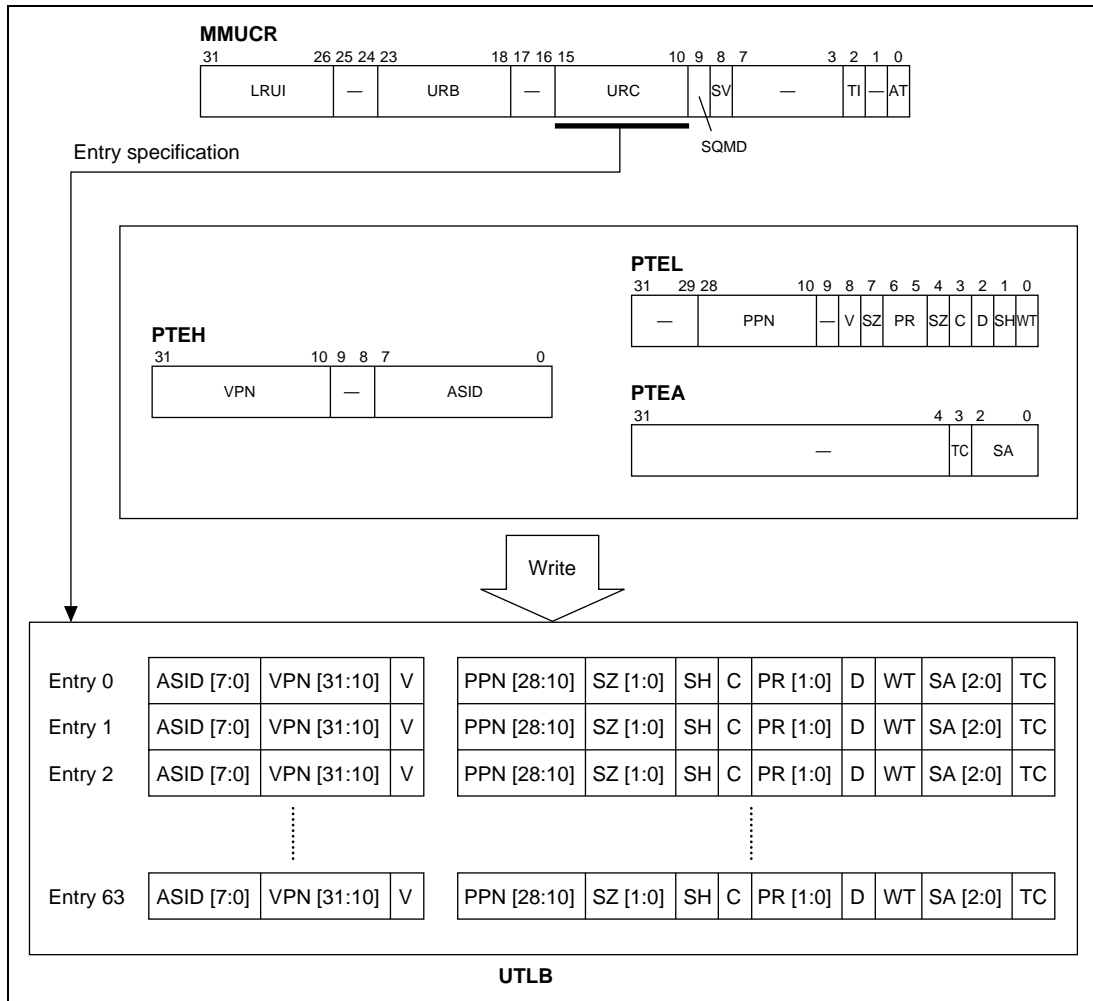 MMUCR
31 26 25 24 23 18 17 16 15 10 9 8 7 3 2 1 0
LRUI — URB — URC SV — TI — AT
SQMD
Entry specification
PTEL
31 29 28 10 9 8 7 6 5 4 3 2 1 0
— PPN — V SZ PR SZ C D SH WT
PTEH
31 10 9 8 7 0
VPN — ASID
PTEA
31 4 3 2 0
— TC SA
Write
Entry 0 ASID [7:0] VPN [31:10] V PPN [28:10] SZ [1:0] SH C PR [1:0] D WT SA [2:0] TC
Entry 1 ASID [7:0] VPN [31:10] V PPN [28:10] SZ [1:0] SH C PR [1:0] D WT SA [2:0] TC
Entry 2 ASID [7:0] VPN [31:10] V PPN [28:10] SZ [1:0] SH C PR [1:0] D WT SA [2:0] TC
Entry 63 ASID [7:0] VPN [31:10] V PPN [28:10] SZ [1:0] SH C PR [1:0] D WT SA [2:0] TC
UTLB